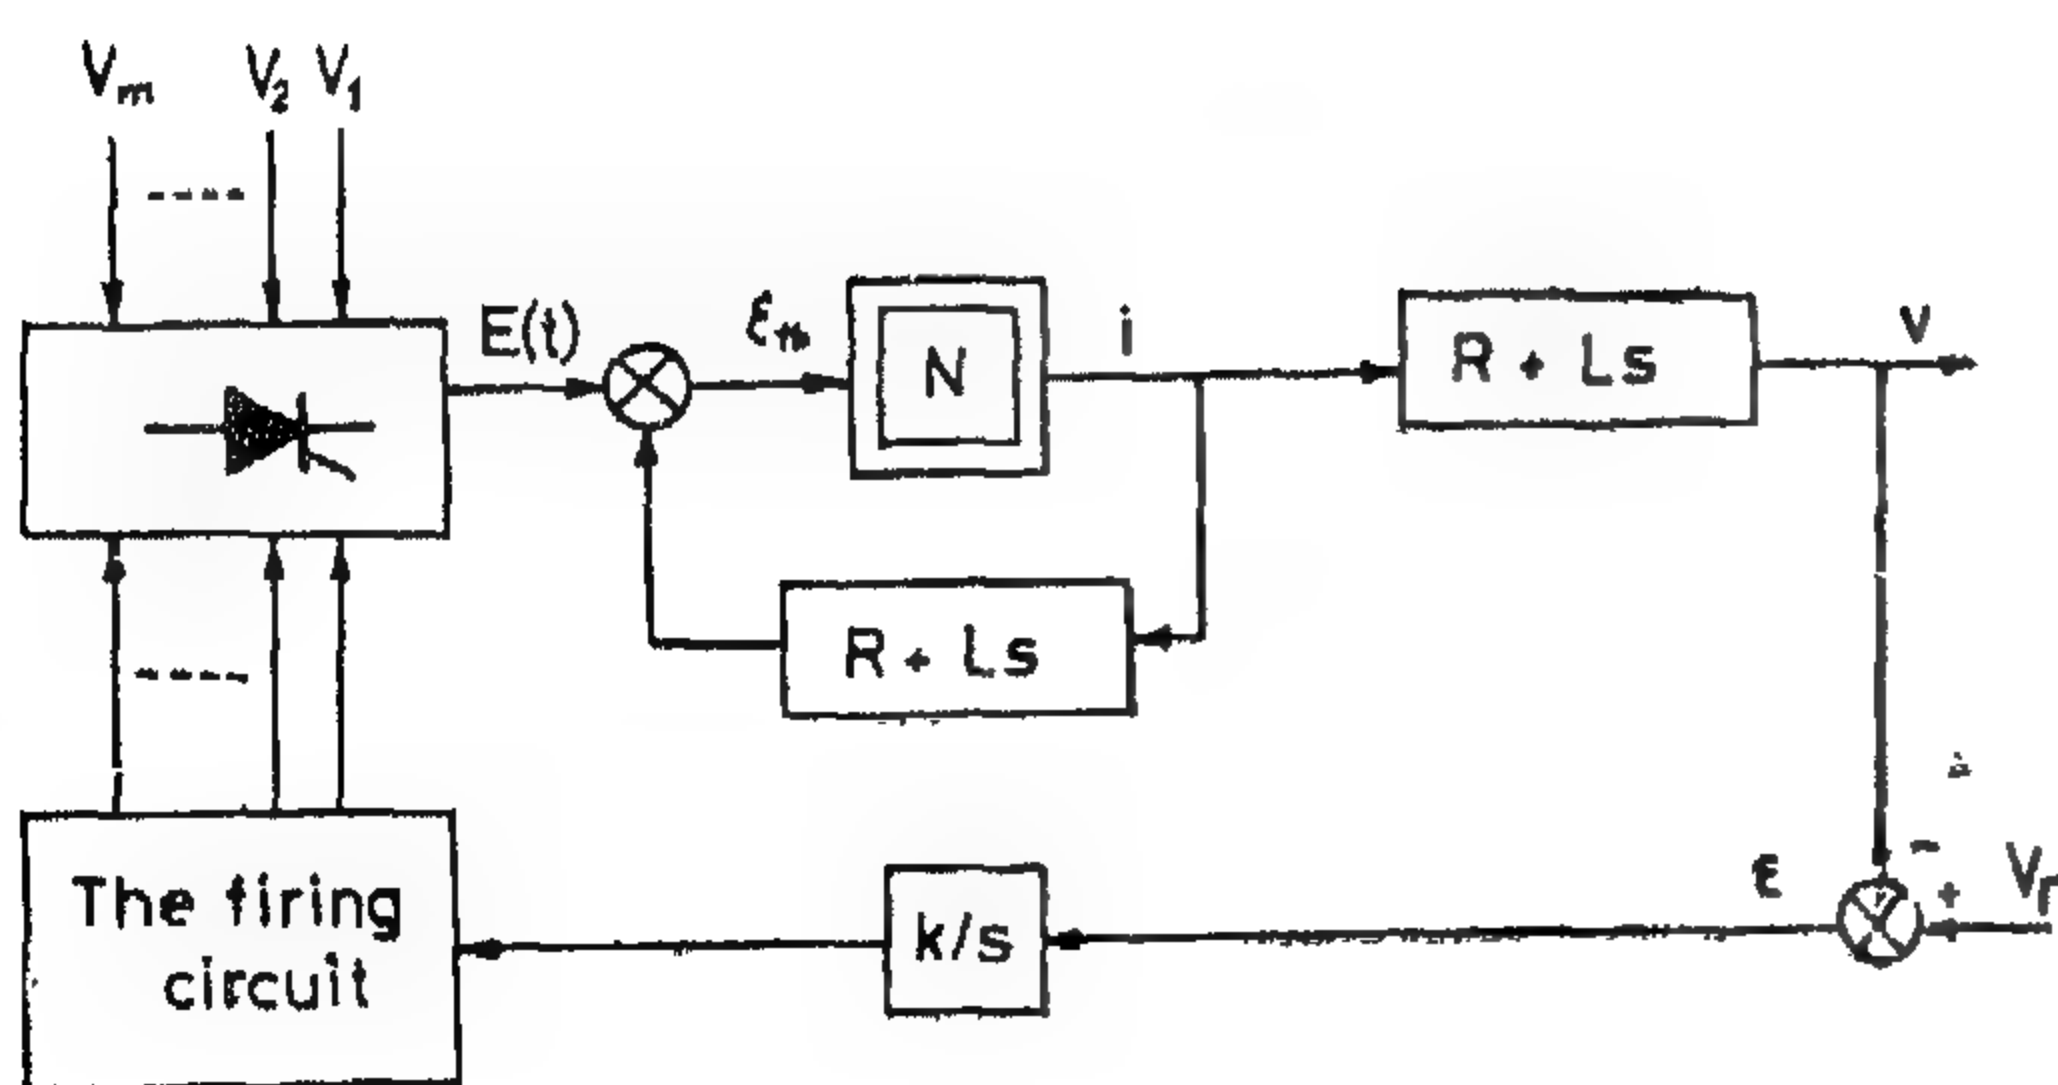 Vm V2 V1
E(t)
N
i
R + Ls
v
R + Ls
- 
+
ε
k/s
The firing
circuit